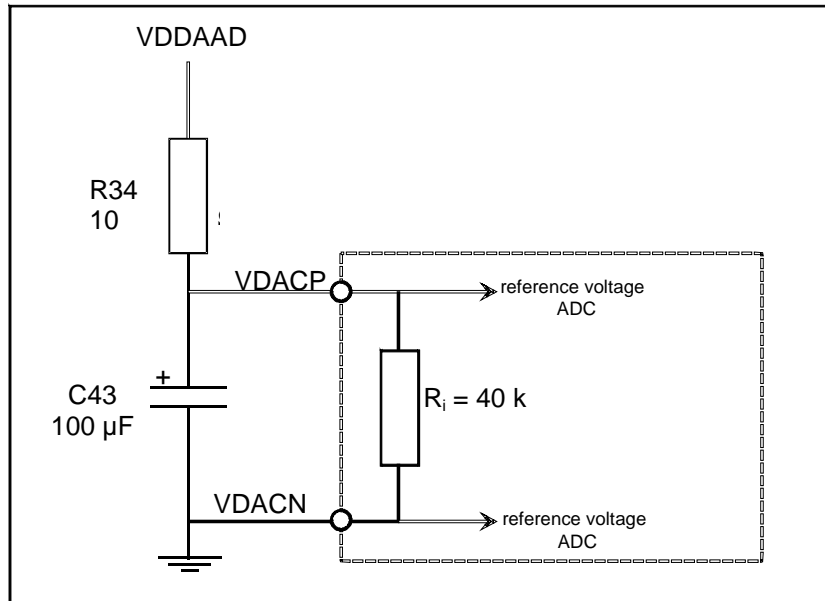 VDDAAD
R34
10
VDACP
reference voltage
ADC
+
C43
100 µF
Rᵢ = 40 k
VDACN
reference voltage
ADC